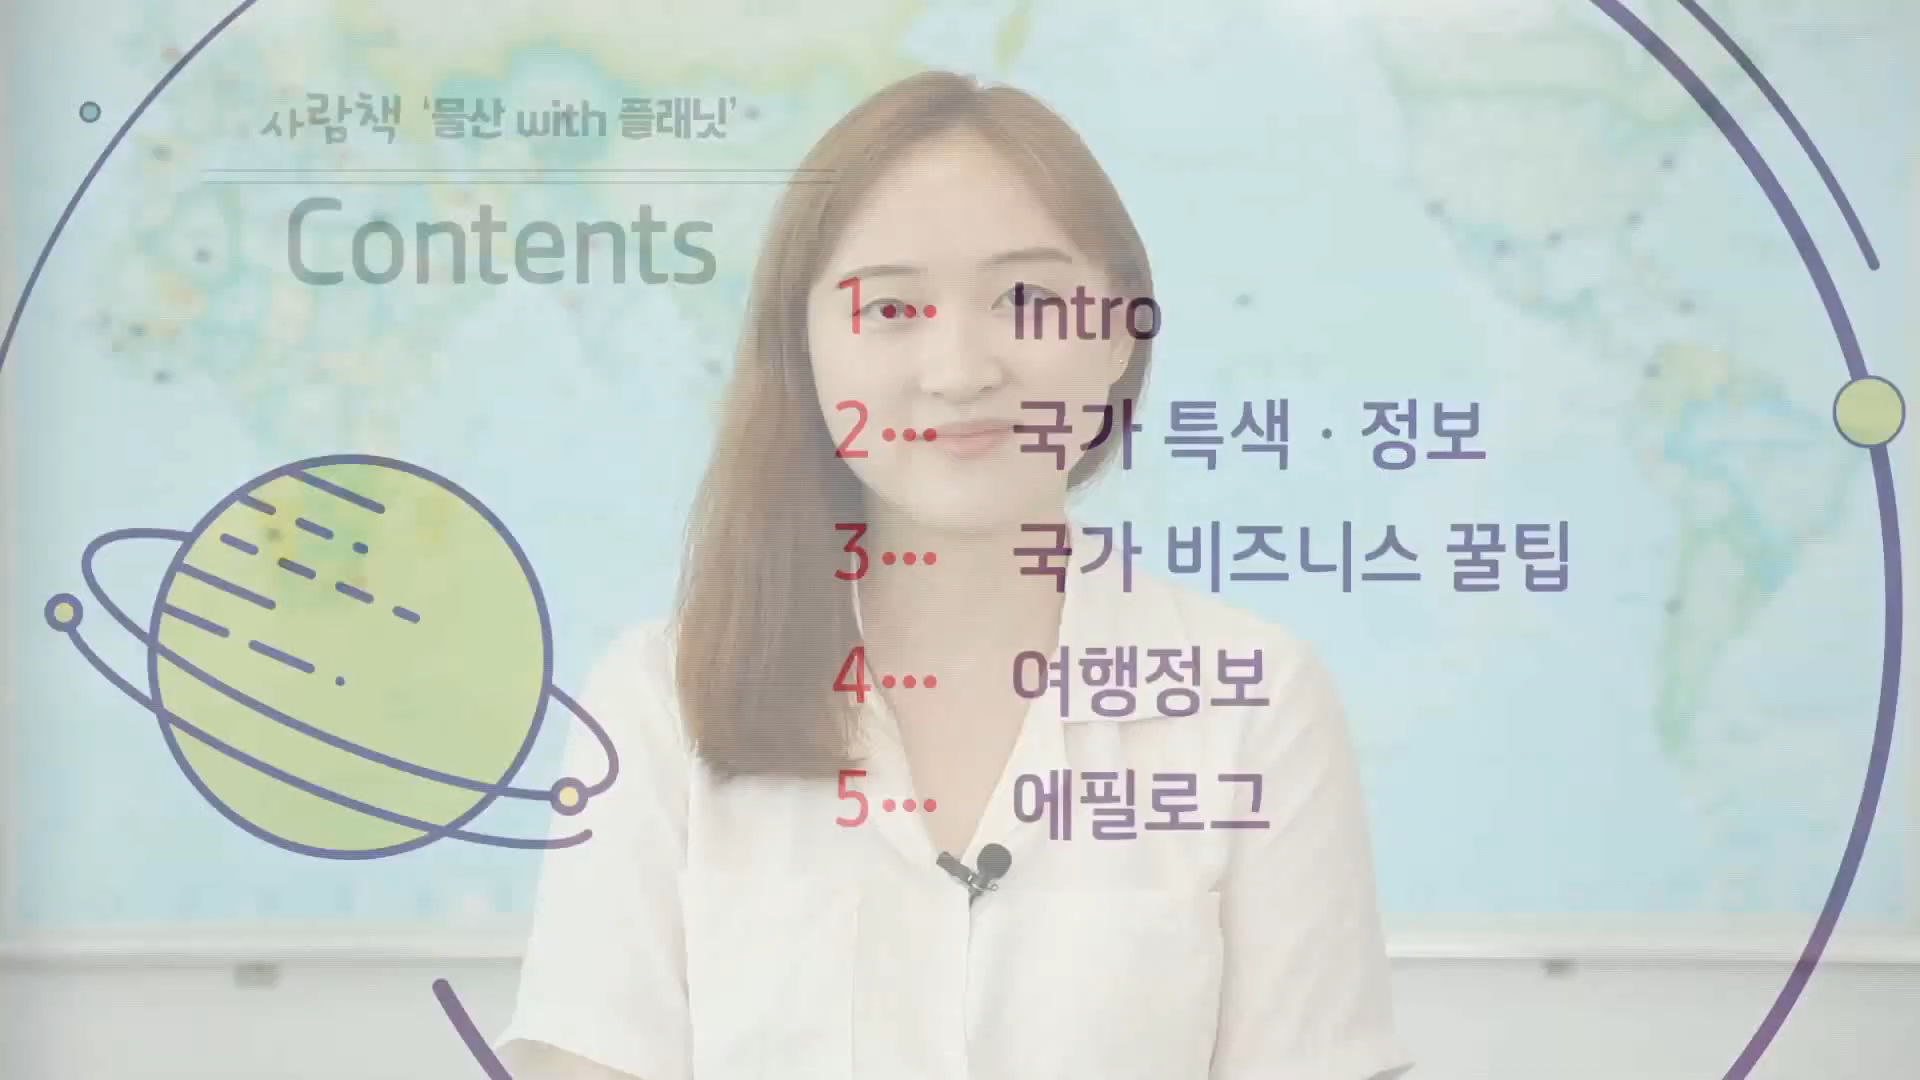 사람책 ‘물산 with 플래닛’
Contents
1••• Intro
2••• 국가 특색 · 정보
3••• 국가 비즈니스 꿀팁
4••• 여행정보
5••• 에필로그